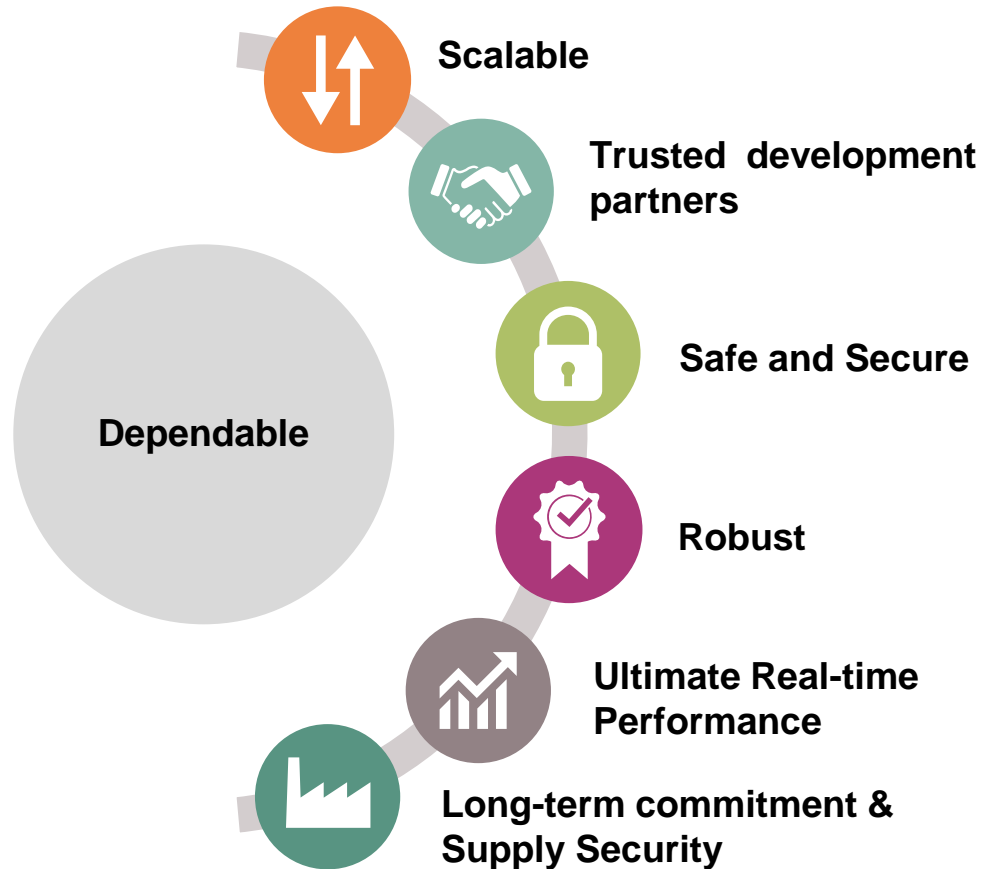 Scalable
Trusted development
partners
Safe and Secure
Dependable
Robust
Ultimate Real-time
Performance
Long-term commitment &
Supply Security